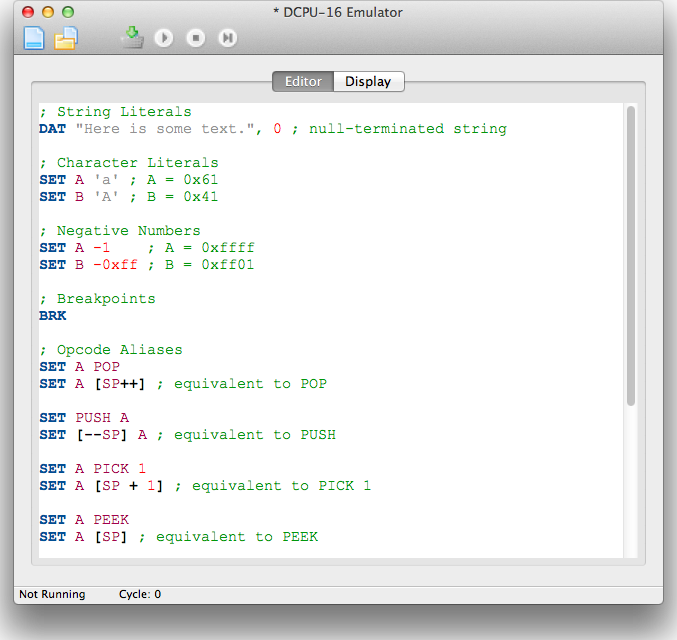 * DCPU-16 Emulator
Editor Display
; String Literals
DAT "Here is some text.", 0 ; null-terminated string
; Character Literals
SET A 'a' ; A = 0x61
SET B 'A' ; B = 0x41
; Negative Numbers
SET A -1    ; A = 0xffff
SET B -0xff ; B = 0xff01
; Breakpoints
BRK
; Opcode Aliases
SET A POP
SET A [SP++] ; equivalent to POP
SET PUSH A
SET [--SP] A ; equivalent to PUSH
SET A PICK 1
SET A [SP + 1] ; equivalent to PICK 1
SET A PEEK
SET A [SP] ; equivalent to PEEK
Not Running Cycle: 0